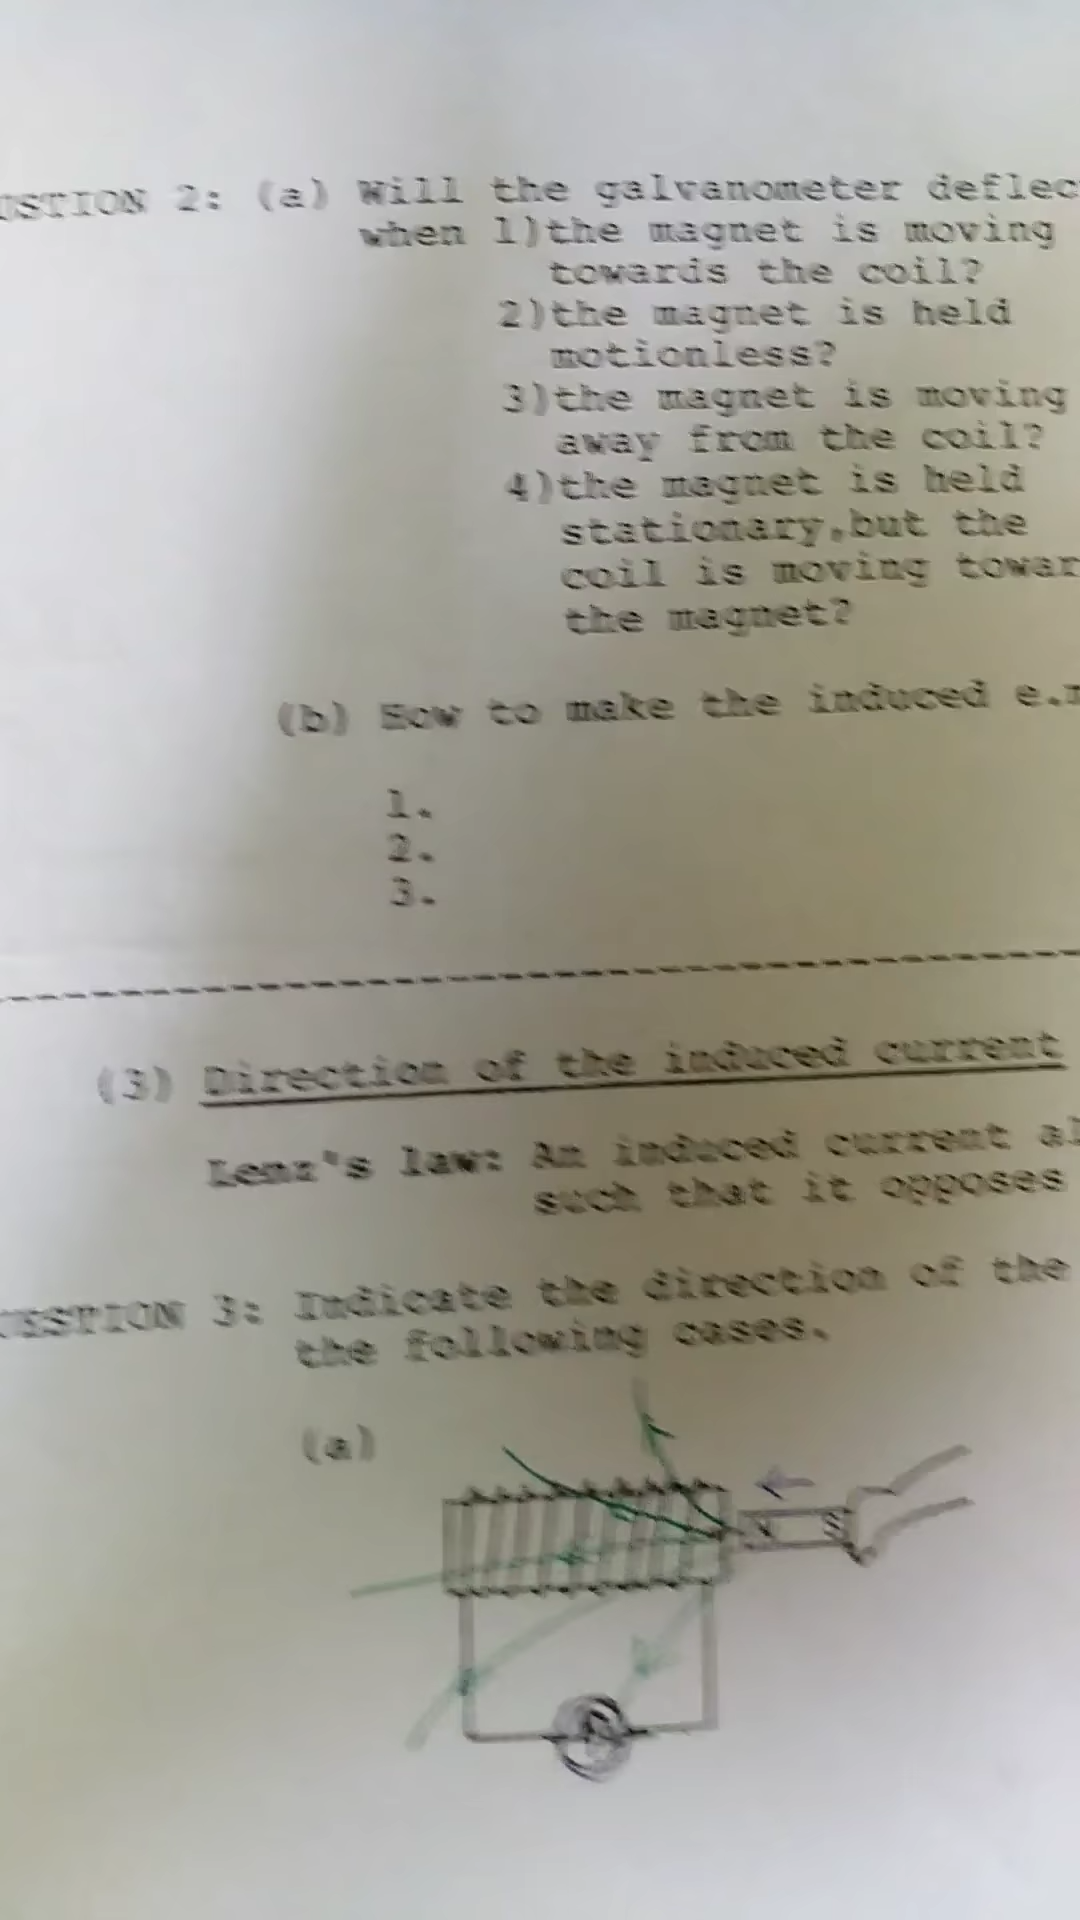 USTION 2: (a) Will the galvanometer deflec
when 1)the magnet is moving
towards the coil?
2)the magnet is held
motionless?
3)the magnet is moving
away from the coil?
4)the magnet is held
stationary,but the
coil is moving towar
the magnet?
(b) How to make the induced e.m
1.
2.
3.
(3) Direction of the induced current
Lenz's law: An induced current al
such that it opposes
UESTION 3: Indicate the direction of the
the following cases.
(a)
N S